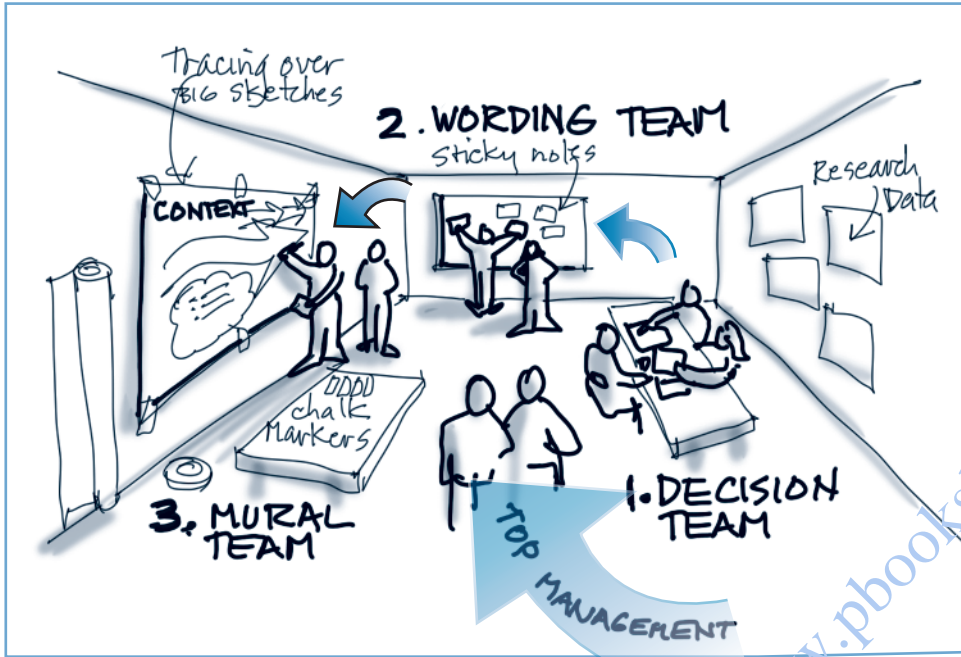 Tracing over
BIG Sketches
2. WORDING TEAM
Sticky notes
Research
Data
CONTEXT
chalk
Markers
3. MURAL
TEAM
1. DECISION
TEAM
TOP
MANAGEMENT